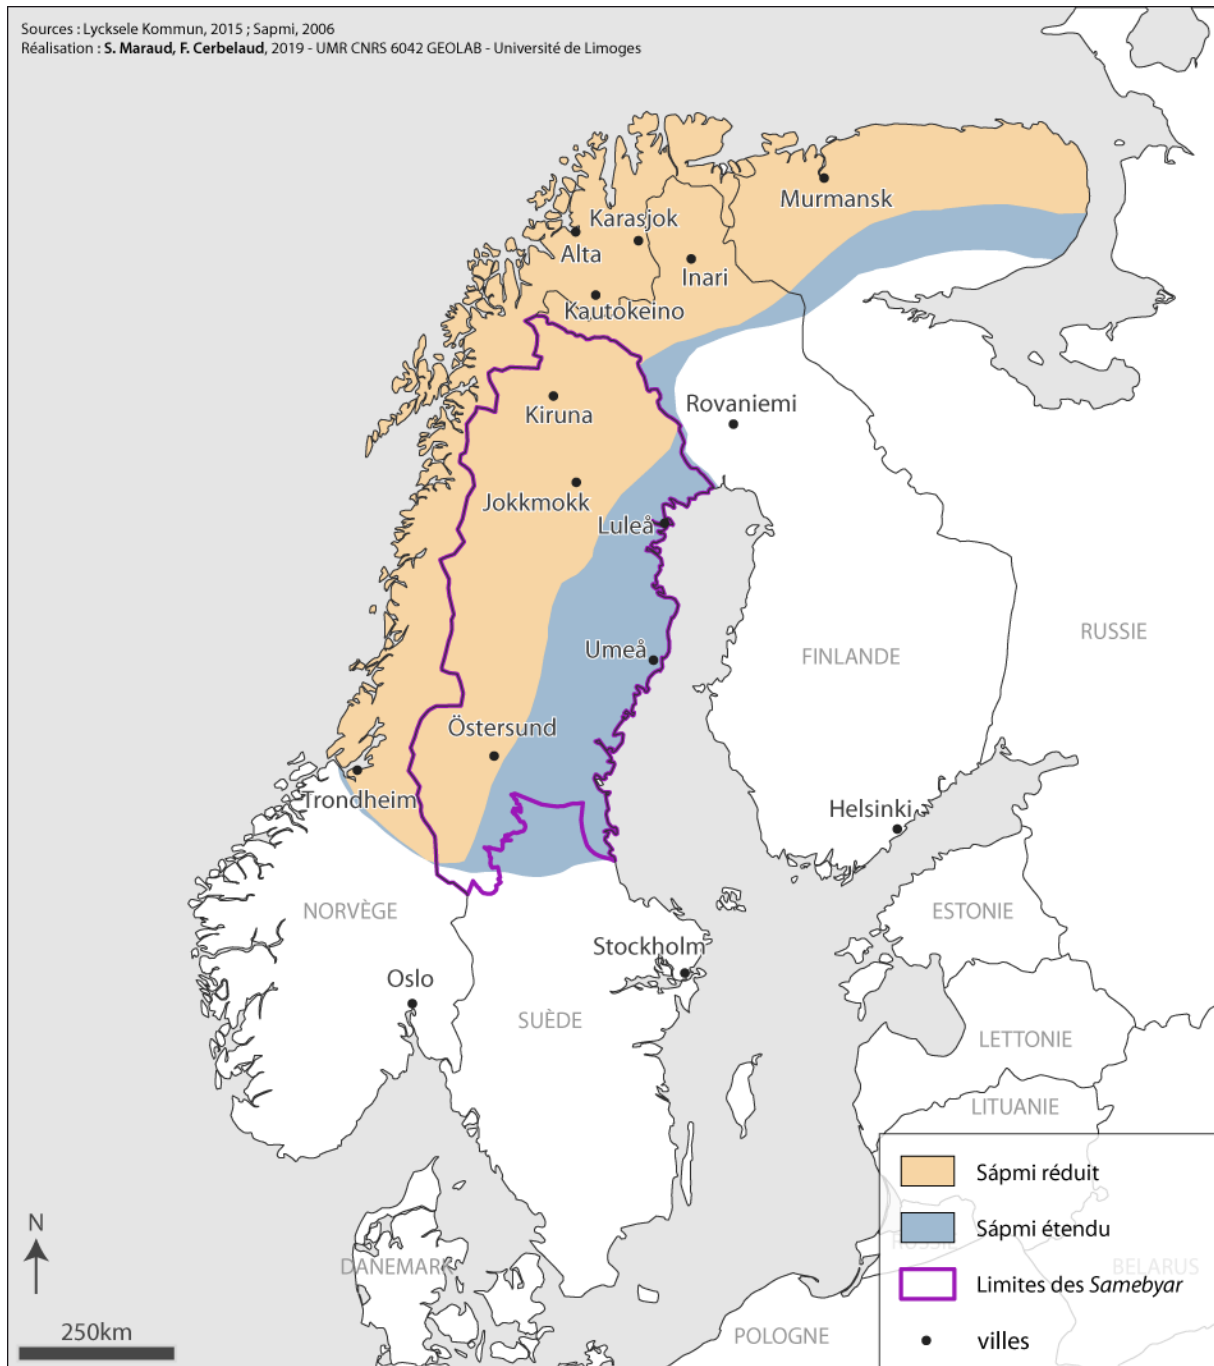 Sources : Lycksele Kommun, 2015 ; Sapmi, 2006
Réalisation : S. Maraud, F. Cerbelaud, 2019 - UMR CNRS 6042 GEOLAB - Université de Limoges
Murmansk
Karasjok
Alta
Inari
Kautokeino
Kiruna
Rovaniemi
Jokkmokk
Luleå
Umeå
RUSSIE
FINLANDE
Östersund
Trondheim
Helsinki
NORVÈGE
ESTONIE
Stockholm
Oslo
SUÈDE
LETTONIE
LITUANIE
Sápmi réduit
N
Sápmi étendu
RUSSIE
DANEMARK
BELARUS
Limites des Samebyar
250km
POLOGNE
villes